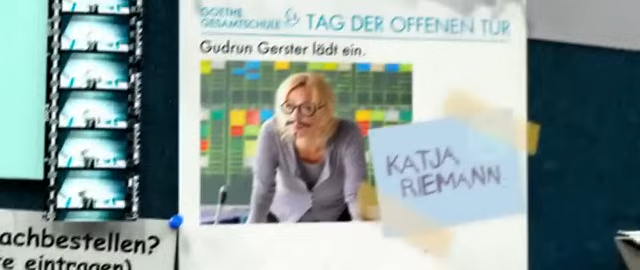 GOETHE
GESAMTSCHULE
TAG DER OFFENEN TÜR
Gudrun Gerster lädt ein.
KATJA
RIEMANN
achbestellen?
e eintragen)